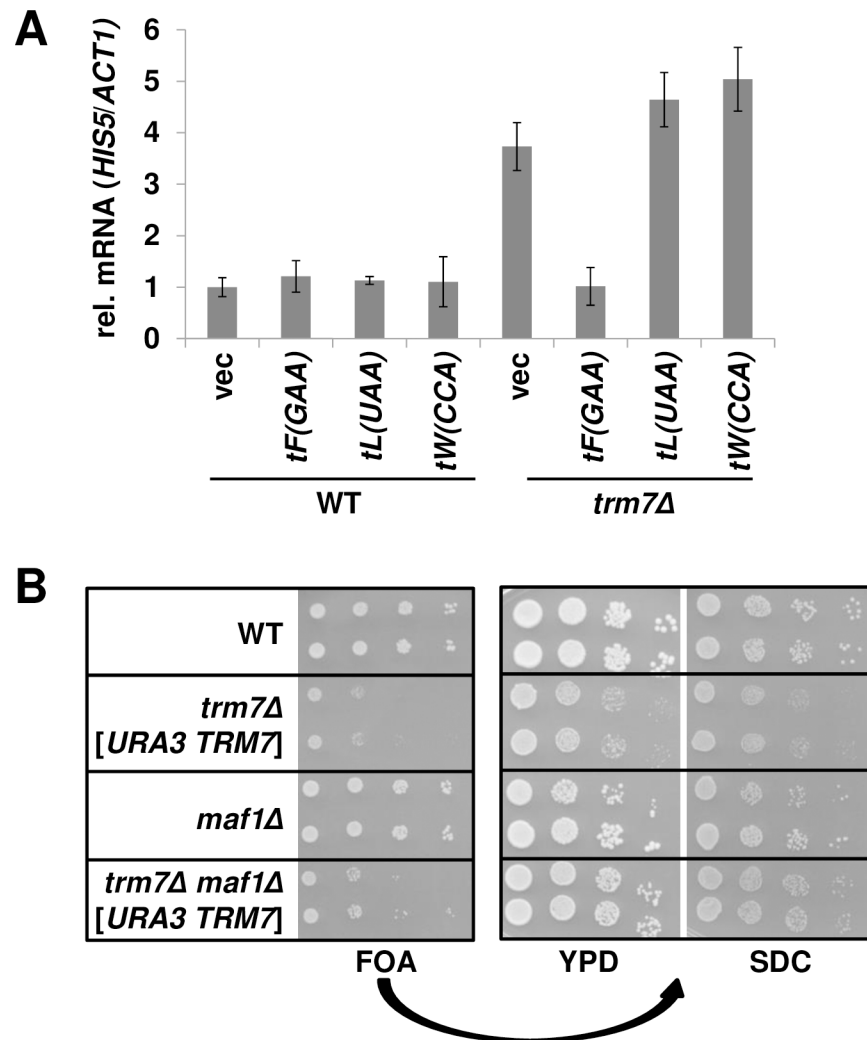 A
rel. mRNA (HIS5/ACT1)
6
5
4
3
2
1
0
vec
tF(GAA)
tL(UAA)
tW(CCA)
vec
tF(GAA)
tL(UAA)
tW(CCA)
WT
trm7Δ
B
WT
trm7Δ
[URA3 TRM7]
maf1Δ
trm7Δ maf1Δ
[URA3 TRM7]
FOA
YPD
SDC